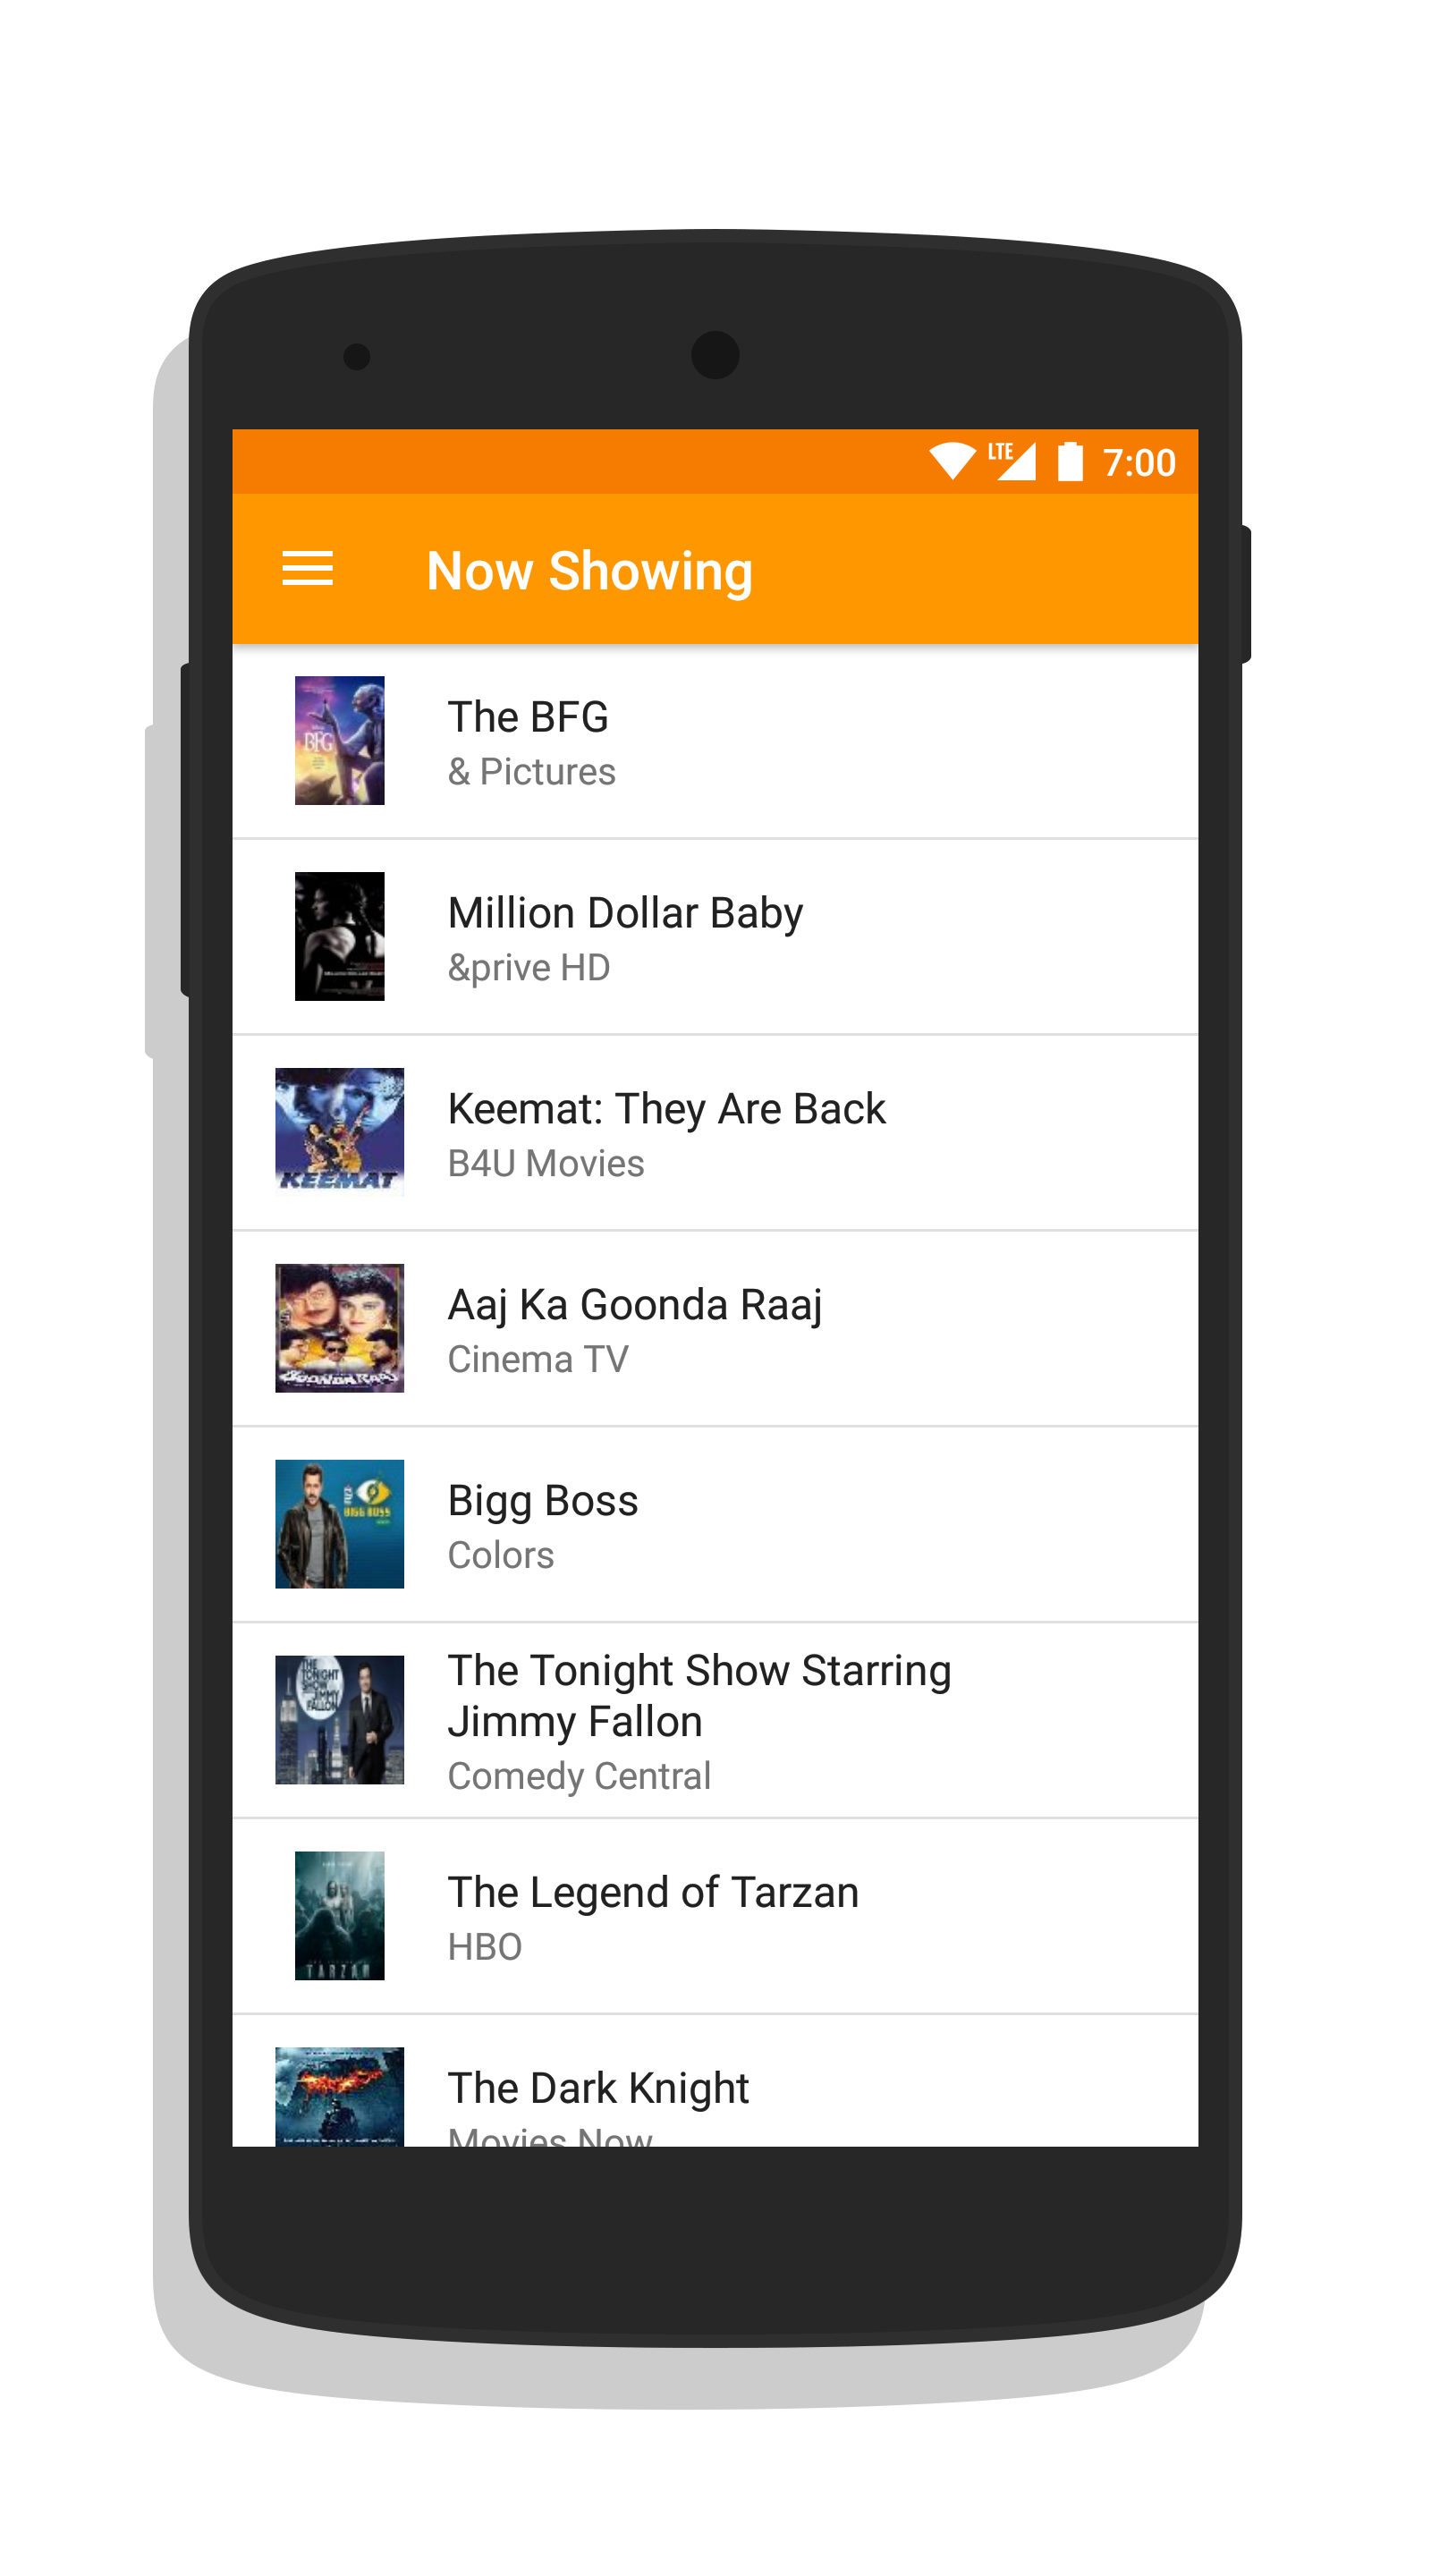 LTE 7:00
Now Showing
BFG
The BFG
& Pictures
Million Dollar Baby
&prive HD
KEEMAT
Keemat: They Are Back
B4U Movies
GOONDA RAAJ
Aaj Ka Goonda Raaj
Cinema TV
BIGG BOSS
Bigg Boss
Colors
THE
TONIGHT
SHOW
JIMMY
FALLON
The Tonight Show Starring
Jimmy Fallon
Comedy Central
TARZAN
The Legend of Tarzan
HBO
The Dark Knight
Movies Now